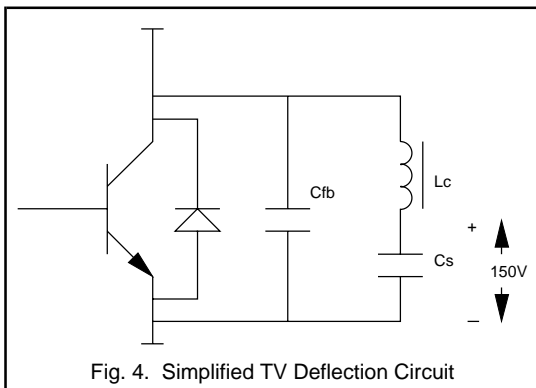 Cfb
Lc
+
Cs
150V
–
Fig. 4. Simplified TV Deflection Circuit